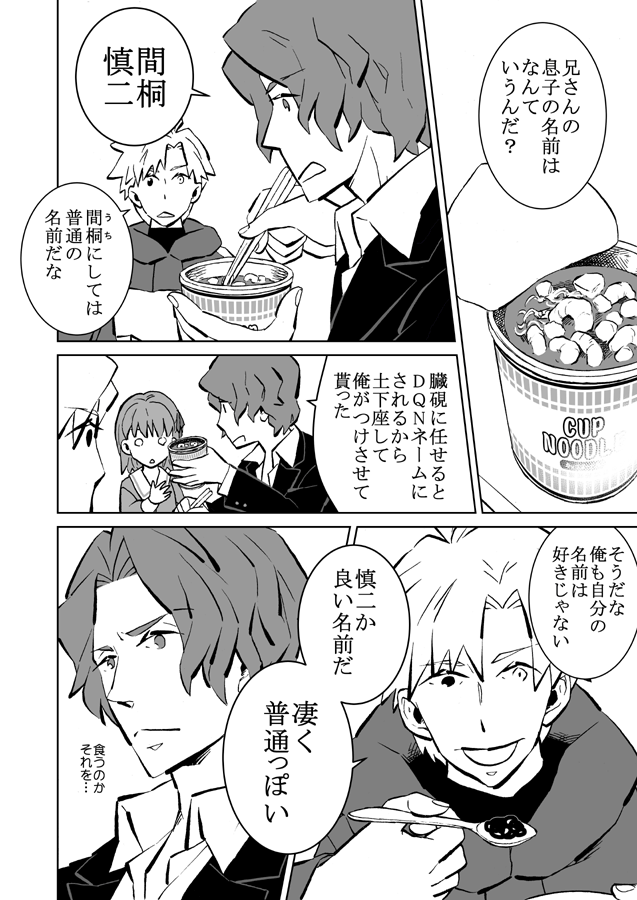 兄さんの
息子の名前は
なんて
いうんだ？
CUP
NOODLE
間桐
慎二
間桐にしては
うち
普通の
名前だな
臓硯に任せると
DQNネームに
されるから
土下座して
俺がつけさせて
貰った
そうだな
俺も自分の
名前は
好きじゃない
慎二か
良い名前だ
凄く
普通っぽい
食うのか
それを…